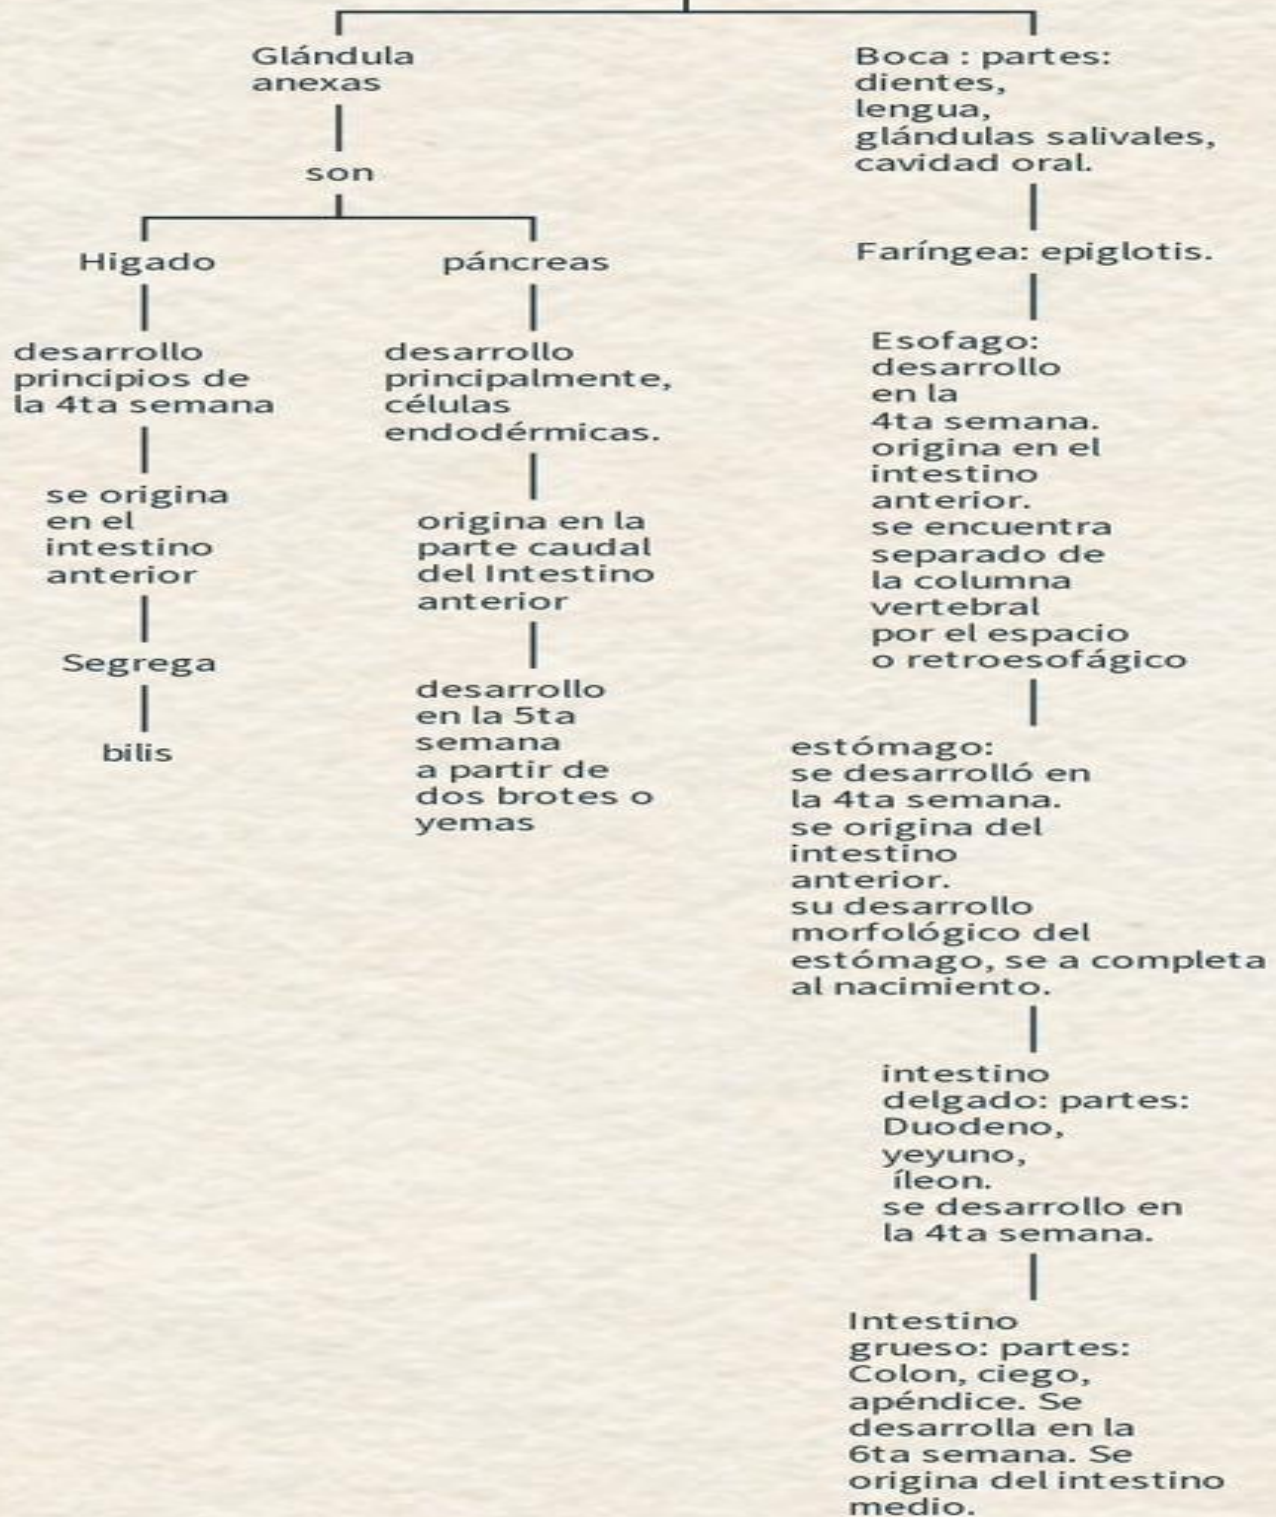 Glándula
anexas
son
Higado
desarrollo
principios de
la 4ta semana
se origina
en el
intestino
anterior
Segrega
bilis
páncreas
desarrollo
principalmente,
células
endodérmicas.
origina en la
parte caudal
del Intestino
anterior
desarrollo
en la 5ta
semana
a partir de
dos brotes o
yemas
Boca : partes:
dientes,
lengua,
glándulas salivales,
cavidad oral.
Faríngea: epiglotis.
Esofago:
desarrollo
en la
4ta semana.
origina en el
intestino
anterior.
se encuentra
separado de
la columna
vertebral
por el espacio
o retroesofágico
estómago:
se desarrolló en
la 4ta semana.
se origina del
intestino
anterior.
su desarrollo
morfológico del
estómago, se a completa
al nacimiento.
intestino
delgado: partes:
Duodeno,
yeyuno,
íleon.
se desarrollo en
la 4ta semana.
Intestino
grueso: partes:
Colon, ciego,
apéndice. Se
desarrolla en la
6ta semana. Se
origina del intestino
medio.